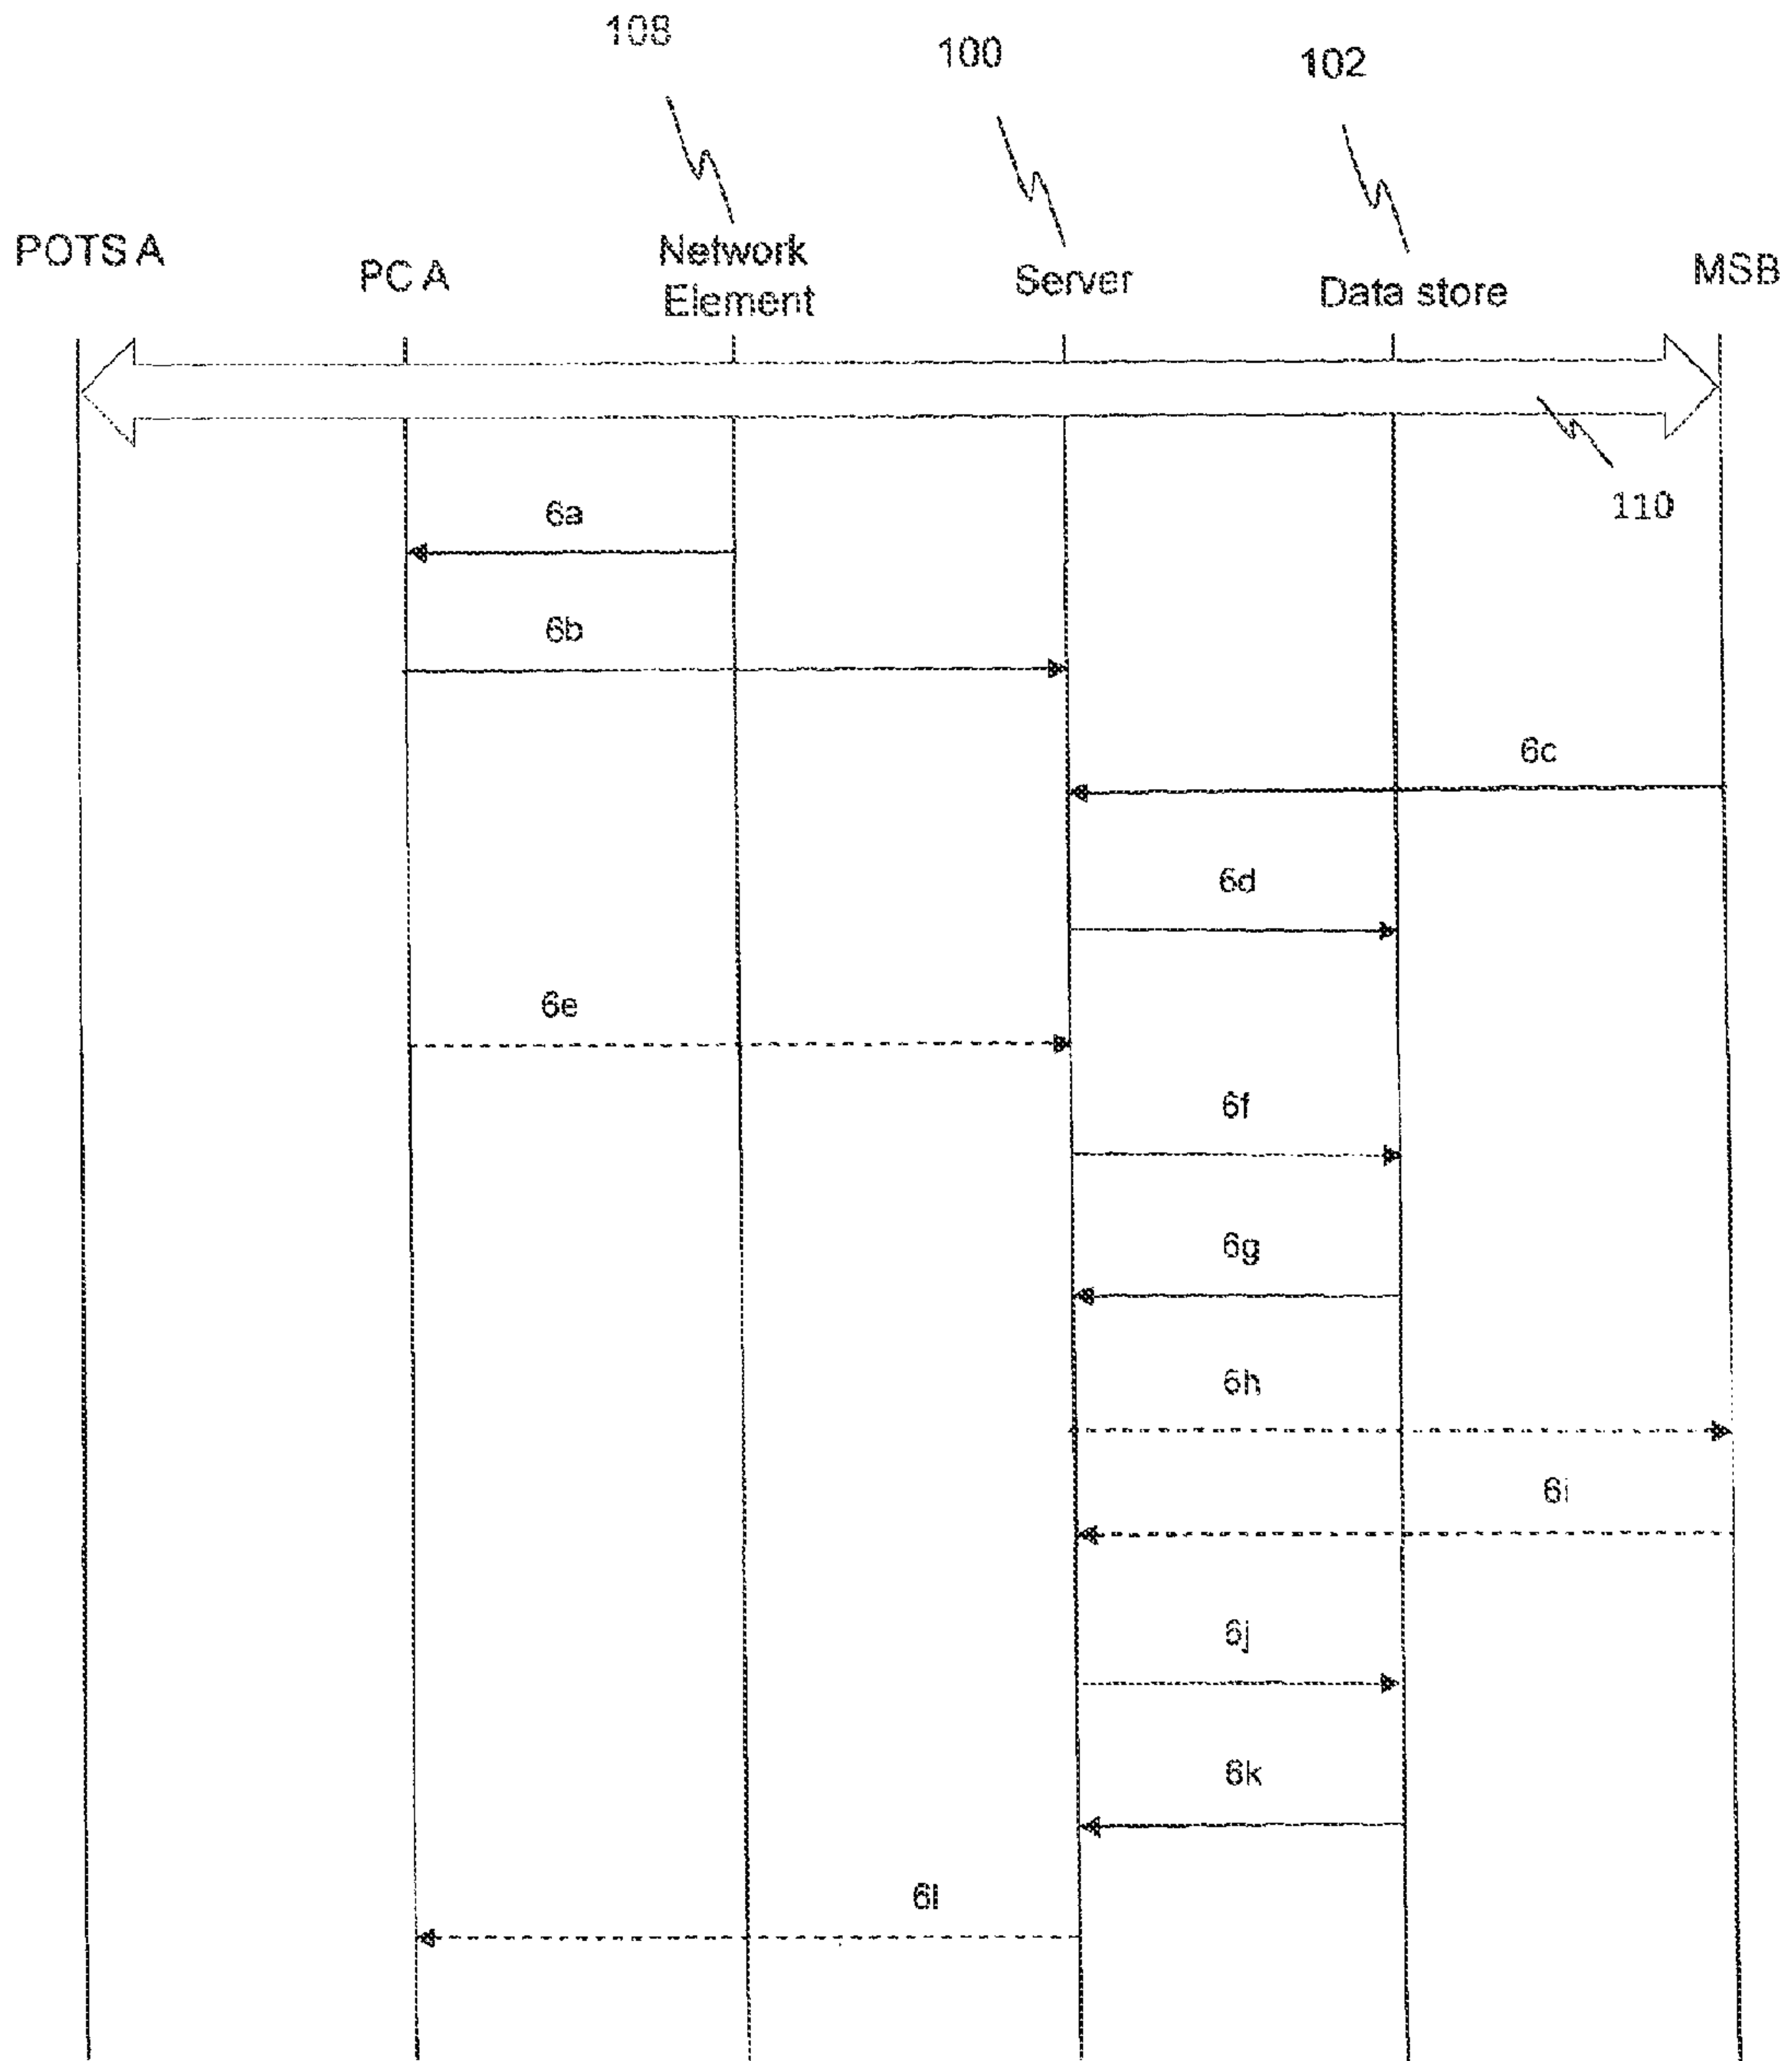 108
100
102
POTS A
PC A
Network
Element
Server
Data store
MSB
110
6a
6b
6c
6d
6e
6f
6g
6h
6i
6j
6k
6l